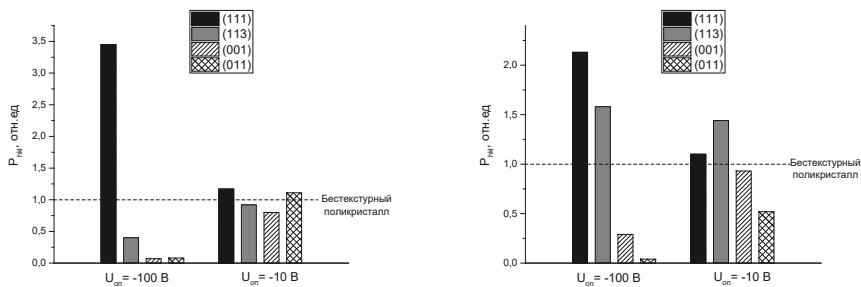 (111)
(113)
(001)
(011)
3,5
3,0
2,5
2,0
1,5
1,0
0,5
0,0
P_hkl, отн.ед
Бестекстурный
поликристалл
U_оп= -100 В
U_оп= -10 В
(111)
(113)
(001)
(011)
2,0
1,5
1,0
0,5
0,0
P_hkl, отн.ед
Бестекстурный
поликристалл
U_оп= -100 В
U_оп= -10 В